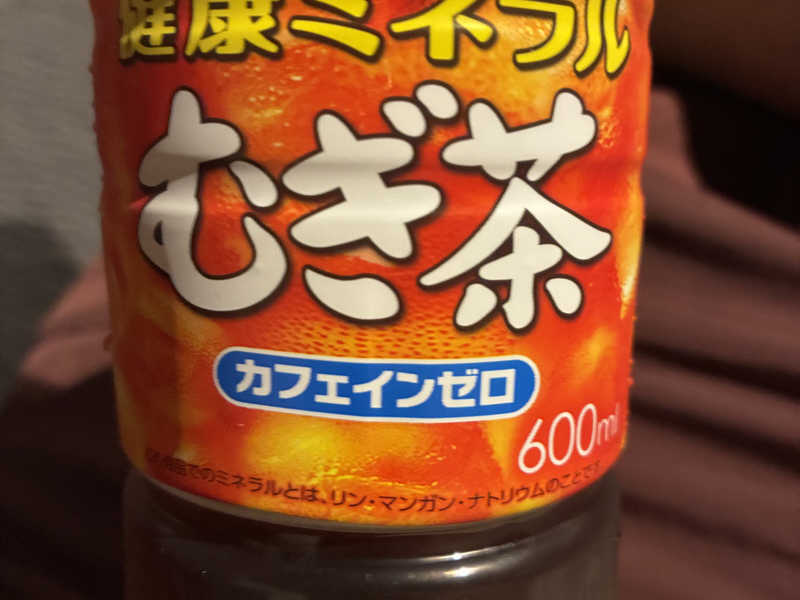 健康ミネラル
むぎ茶
カフェインゼロ
600ml
でのミネラルとは、リン・マンガン・ナトリウムのことです